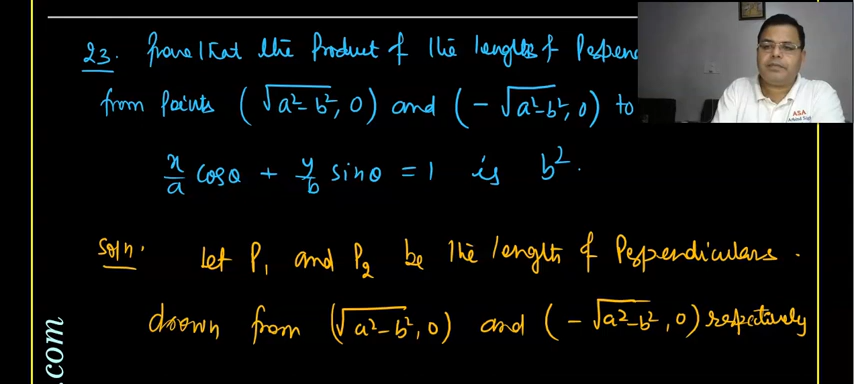 23. Prove that the Product of the lengths of Perpen
from Points (√a²-b², 0) and (-√a²-b², 0) to
x/a cosθ + y/b sinθ = 1 is b².
Soln. Let P₁ and P₂ be the length of Perpendiculars.
drawn from (√a²-b², 0) and (-√a²-b², 0) respectively
.com
ASA